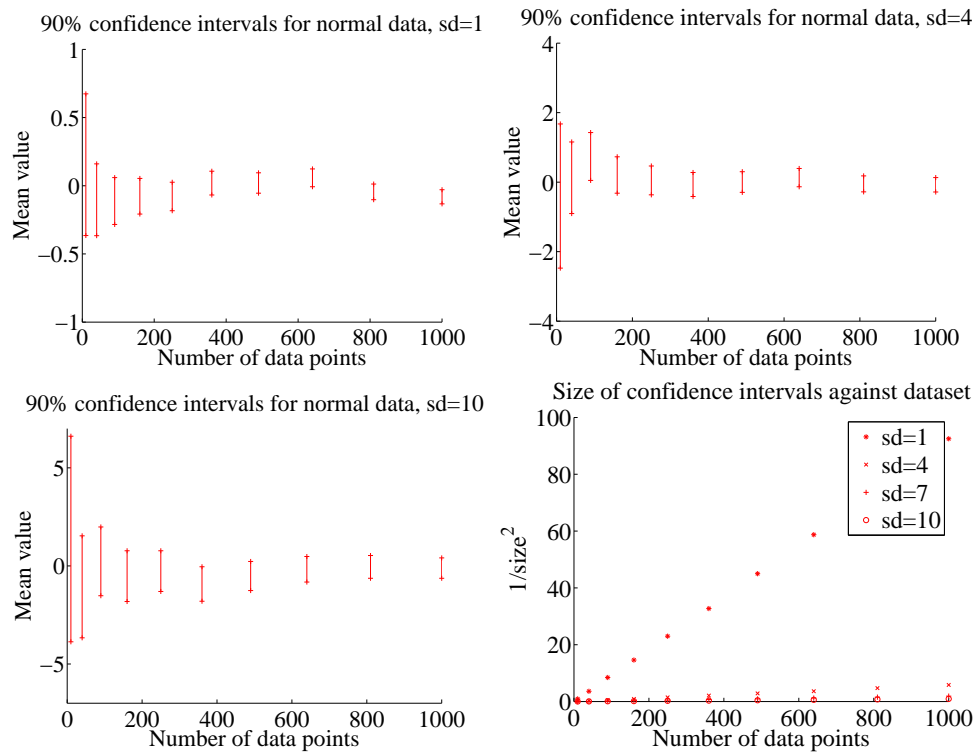 90% confidence intervals for normal data, sd=1
1
0.5
0
−0.5
−1
Mean value
0
200
400
600
800
1000
Number of data points
90% confidence intervals for normal data, sd=4
4
2
0
−2
−4
Mean value
0
200
400
600
800
1000
Number of data points
90% confidence intervals for normal data, sd=10
5
0
−5
Mean value
0
200
400
600
800
1000
Number of data points
Size of confidence intervals against dataset
100
80
60
40
20
0
1/size²
sd=1
sd=4
sd=7
sd=10
0
200
400
600
800
1000
Number of data points